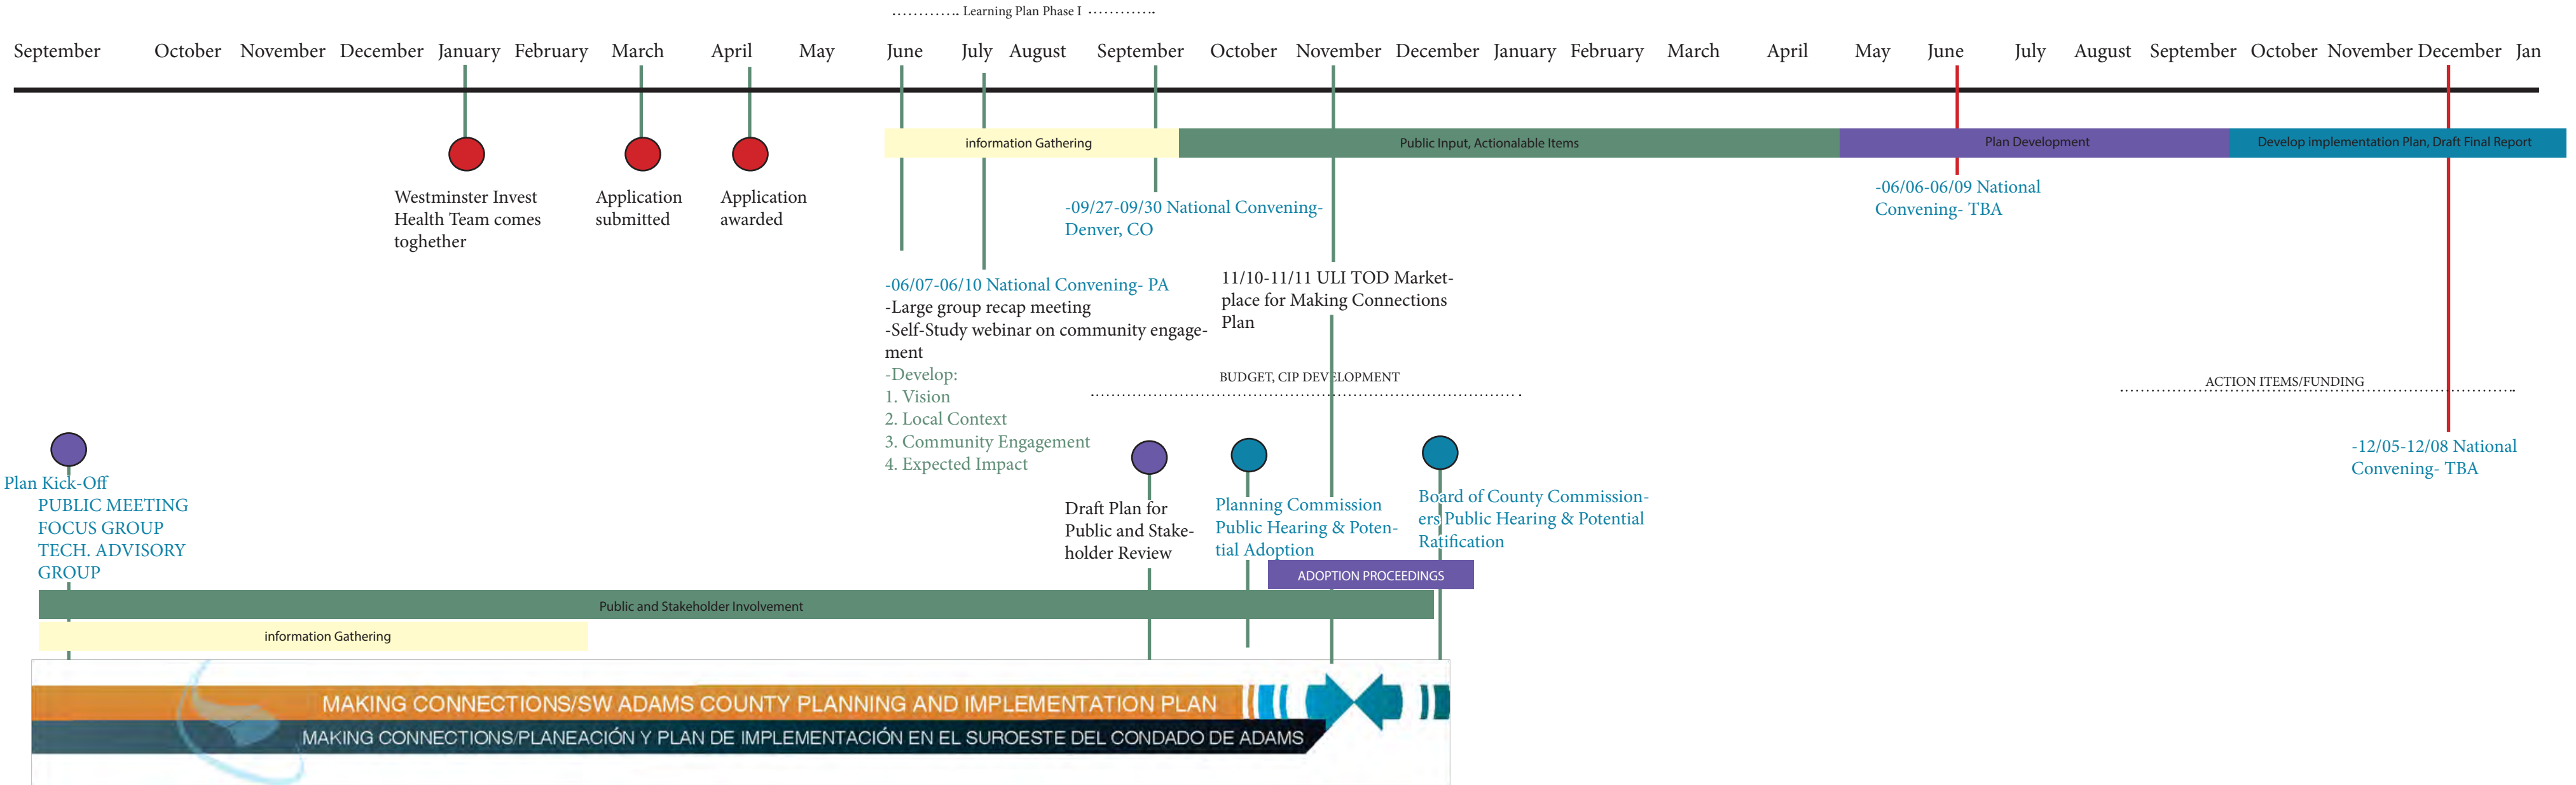 Learning Plan Phase I
September October November December January February March April May June July August September October November December January February March April May June July August September October November December Jan
information Gathering
Public Input, Actionalable Items
Plan Development
Develop implementation Plan, Draft Final Report
Westminster Invest
Health Team comes
toghether
Application
submitted
Application
awarded
-09/27-09/30 National Convening-
Denver, CO
-06/06-06/09 National
Convening- TBA
-06/07-06/10 National Convening- PA
-Large group recap meeting
-Self-Study webinar on community engage-
ment
-Develop:
1. Vision
2. Local Context
3. Community Engagement
4. Expected Impact
11/10-11/11 ULI TOD Market-
place for Making Connections
Plan
BUDGET, CIP DEVELOPMENT
ACTION ITEMS/FUNDING
-12/05-12/08 National
Convening- TBA
Plan Kick-Off
PUBLIC MEETING
FOCUS GROUP
TECH. ADVISORY
GROUP
Draft Plan for
Public and Stake-
holder Review
Planning Commission
Public Hearing & Poten-
tial Adoption
Board of County Commission-
ers Public Hearing & Potential
Ratification
ADOPTION PROCEEDINGS
Public and Stakeholder Involvement
information Gathering
MAKING CONNECTIONS/SW ADAMS COUNTY PLANNING AND IMPLEMENTATION PLAN
MAKING CONNECTIONS/PLANEACIÓN Y PLAN DE IMPLEMENTACIÓN EN EL SUROESTE DEL CONDADO DE ADAMS